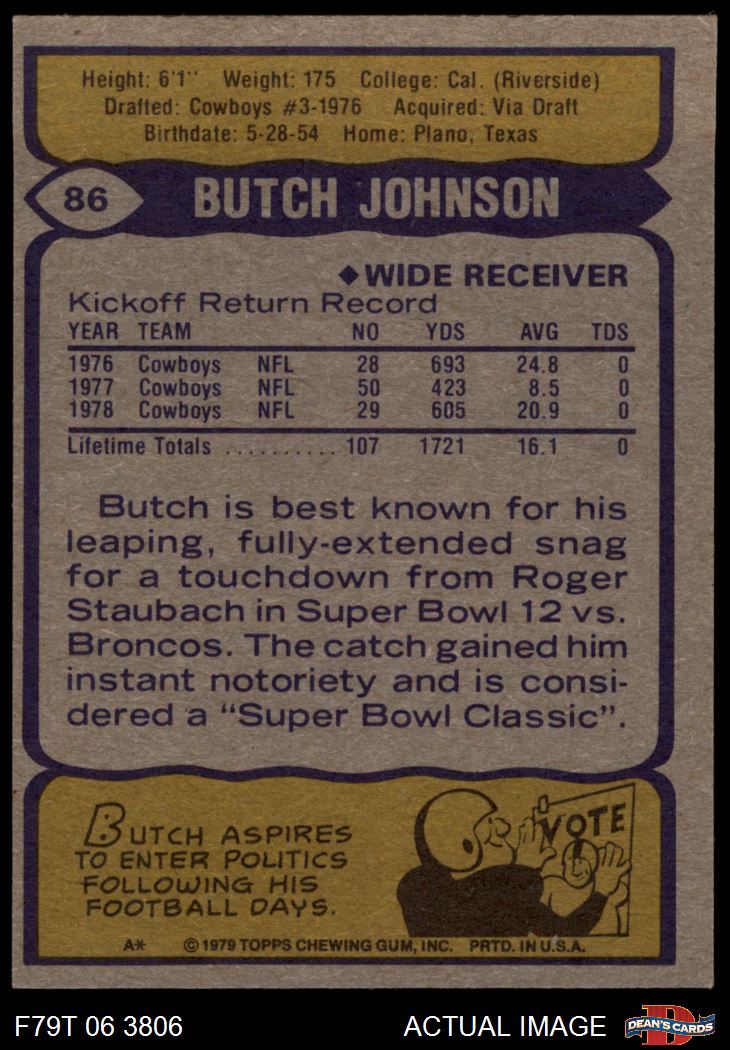 Height: 6'1'' Weight: 175 College: Cal. (Riverside)
Drafted: Cowboys #3-1976 Acquired: Via Draft
Birthdate: 5-28-54 Home: Plano, Texas
86 BUTCH JOHNSON
◆WIDE RECEIVER
Kickoff Return Record
YEAR TEAM NO YDS AVG TDS
1976 Cowboys NFL 28 693 24.8 0
1977 Cowboys NFL 50 423 8.5 0
1978 Cowboys NFL 29 605 20.9 0
Lifetime Totals .......... 107 1721 16.1 0
Butch is best known for his
leaping, fully-extended snag
for a touchdown from Roger
Staubach in Super Bowl 12 vs.
Broncos. The catch gained him
instant notoriety and is consi-
dered a “Super Bowl Classic”.
BUTCH ASPIRES
TO ENTER POLITICS
FOLLOWING HIS
FOOTBALL DAYS.
VOTE
A* ©1979 TOPPS CHEWING GUM, INC. PRTD. IN U.S.A.
F79T 06 3806 ACTUAL IMAGE
D
DEAN'S CARDS